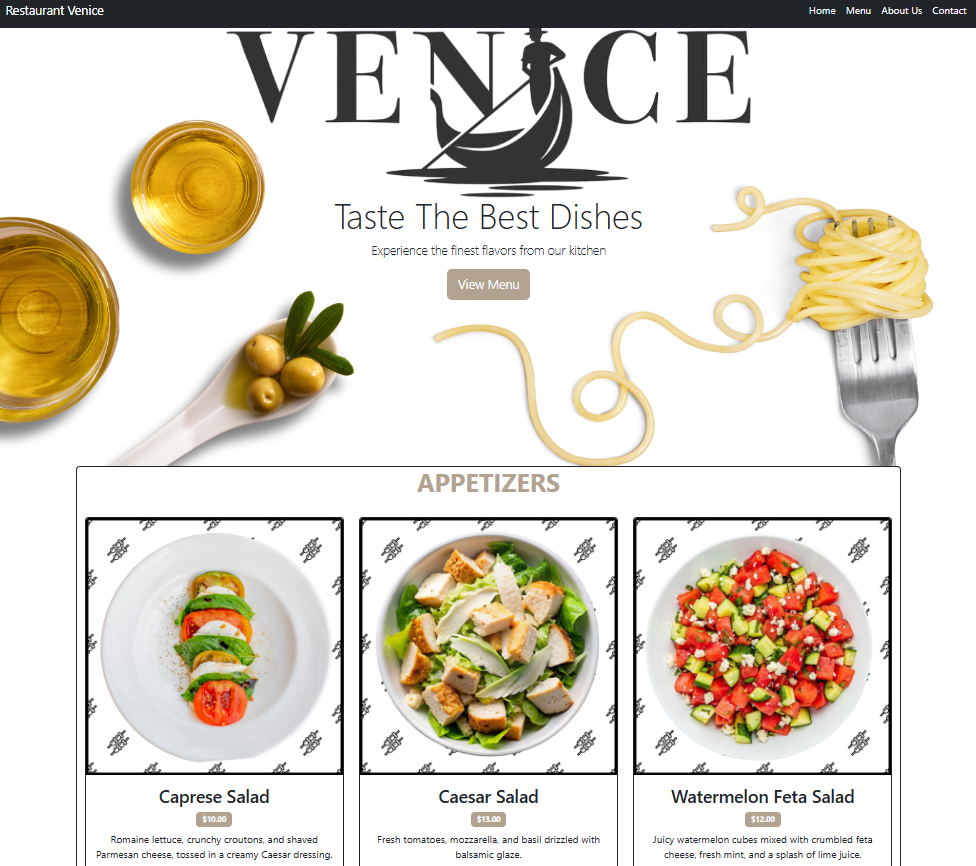 Restaurant Venice
Home Menu About Us Contact
VENICE
Taste The Best Dishes
Experience the finest flavors from our kitchen
View Menu
APPETIZERS
Caprese Salad
$10.00
Romaine lettuce, crunchy croutons, and shaved
Parmesan cheese, tossed in a creamy Caesar dressing.
Caesar Salad
$13.00
Fresh tomatoes, mozzarella, and basil drizzled with
balsamic glaze.
Watermelon Feta Salad
$12.00
Juicy watermelon cubes mixed with crumbled feta
cheese, fresh mint, and a splash of lime juice.